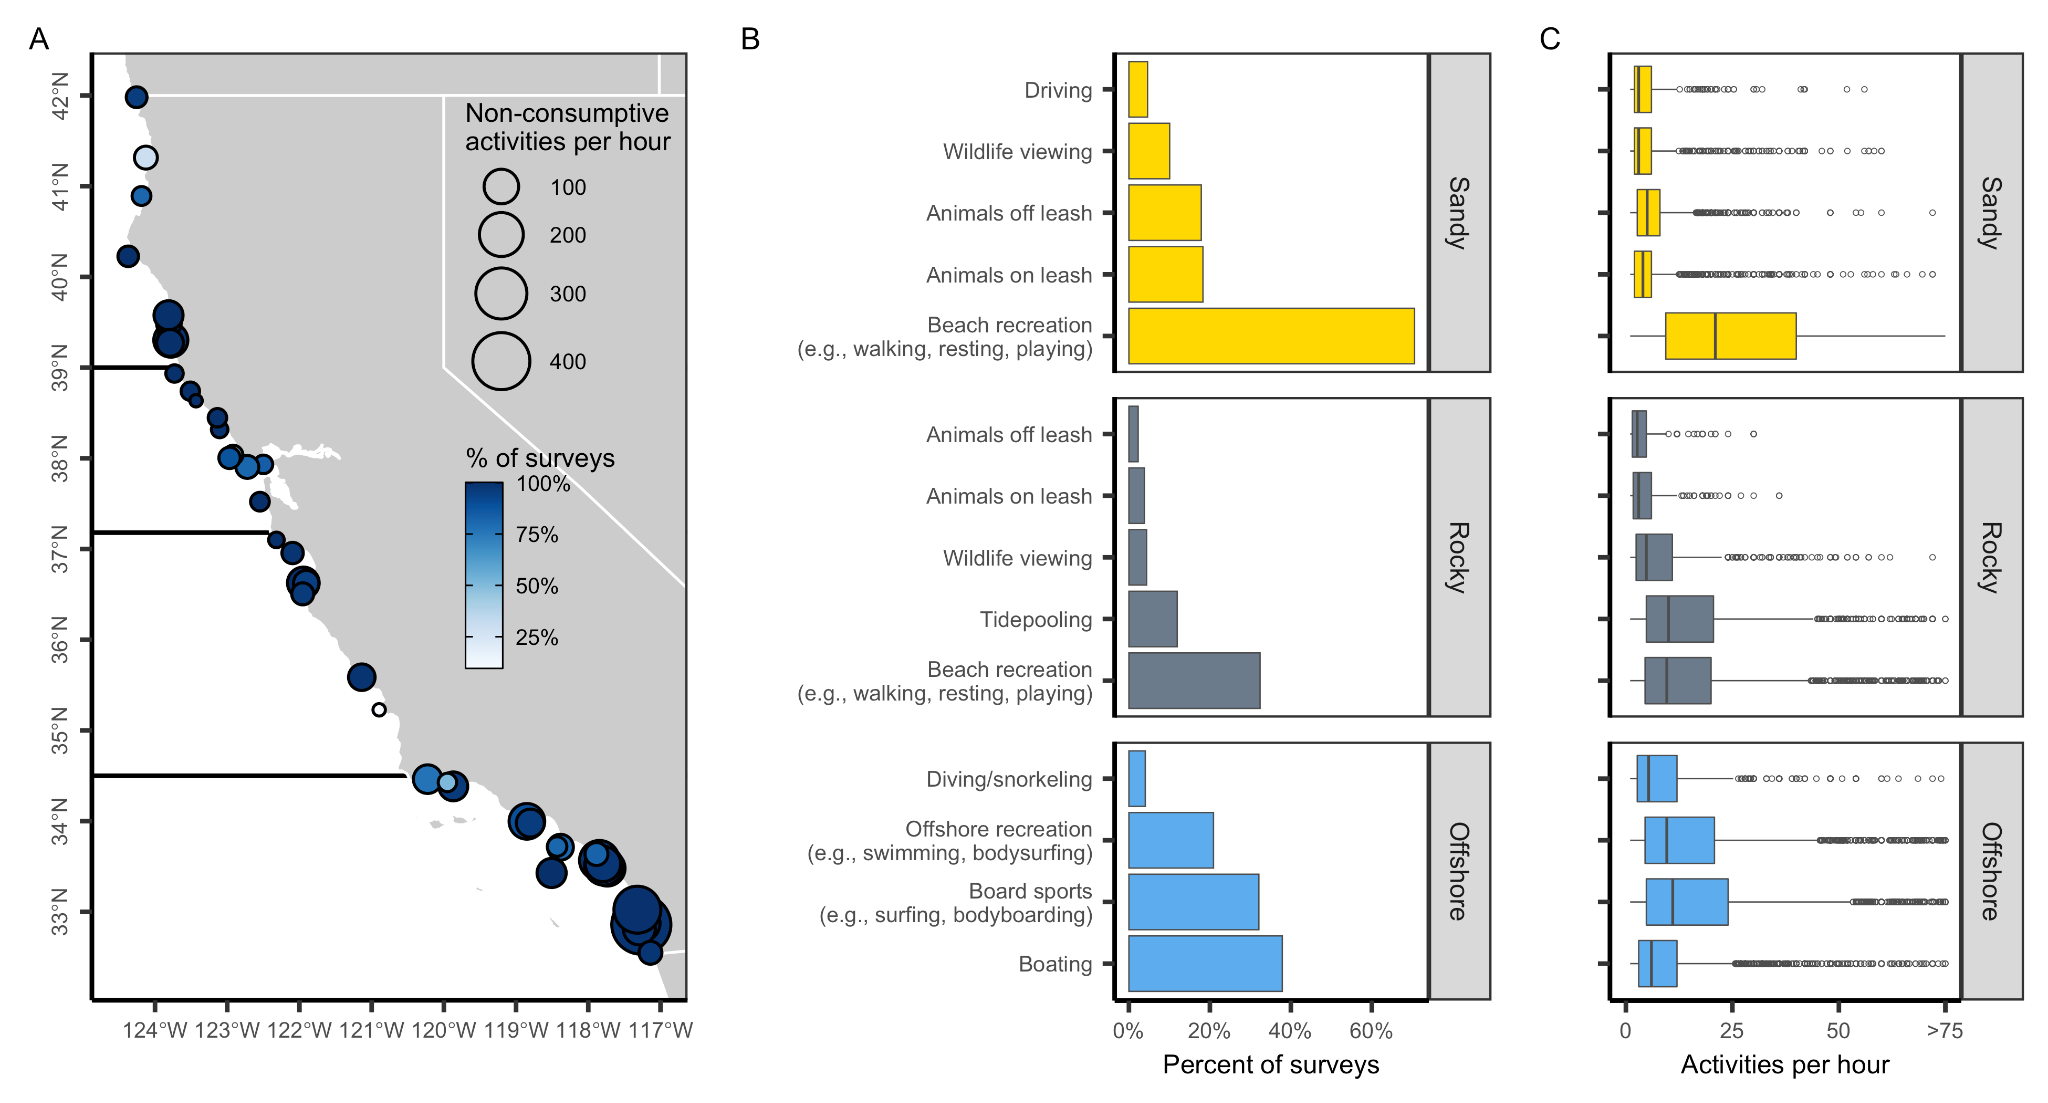 A
42°N
41°N
40°N
39°N
38°N
37°N
36°N
35°N
34°N
33°N
124°W 123°W 122°W 121°W 120°W 119°W 118°W 117°W
Non-consumptive
activities per hour
100
200
300
400
% of surveys
100%
75%
50%
25%
B
Driving
Wildlife viewing
Animals off leash
Animals on leash
Beach recreation
(e.g., walking, resting, playing)
Sandy
Animals off leash
Animals on leash
Wildlife viewing
Tidepooling
Beach recreation
(e.g., walking, resting, playing)
Rocky
Diving/snorkeling
Offshore recreation
(e.g., swimming, bodysurfing)
Board sports
(e.g., surfing, bodyboarding)
Boating
Offshore
0% 20% 40% 60%
Percent of surveys
C
Sandy
Rocky
Offshore
0 25 50 >75
Activities per hour